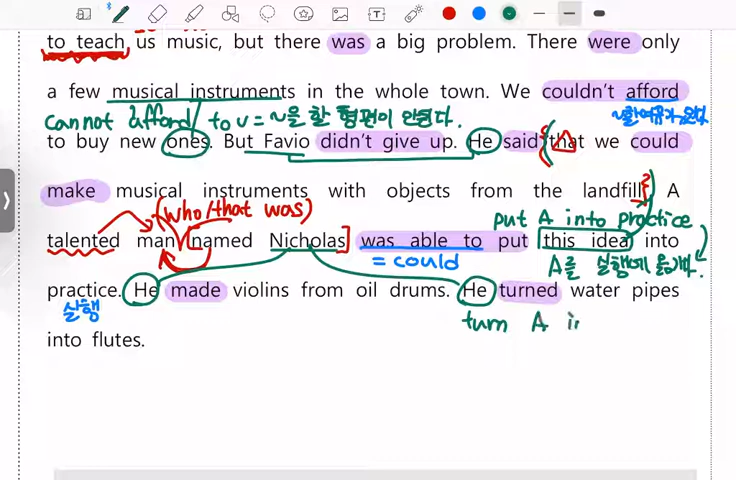 to teach us music, but there was a big problem. There were only
a few musical instruments in the whole town. We couldn't afford
cannot afford to v = ~을 할 형편이 안된다.
to buy new ones. But Favio didn't give up. He said that we could
make musical instruments with objects from the landfill. A
(who/that was)
put A into practice
talented man named Nicholas was able to put this idea into
= could
A를 실행에 옮기다.
practice. He made violins from oil drums. He turned water pipes
실행
turn A in
into flutes.